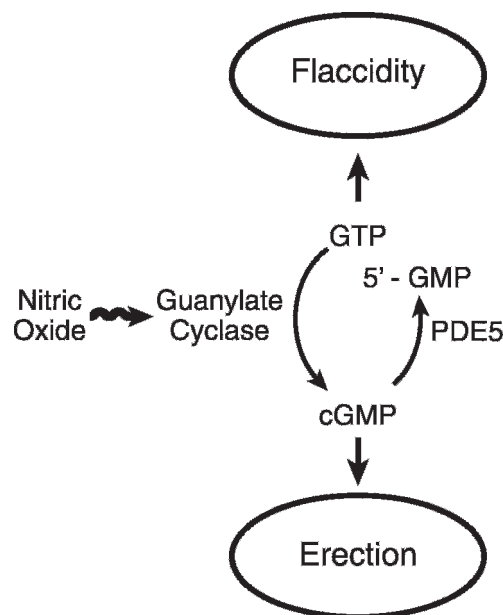 Flaccidity
GTP
5' - GMP
Nitric
Oxide
Guanylate
Cyclase
PDE5
cGMP
Erection